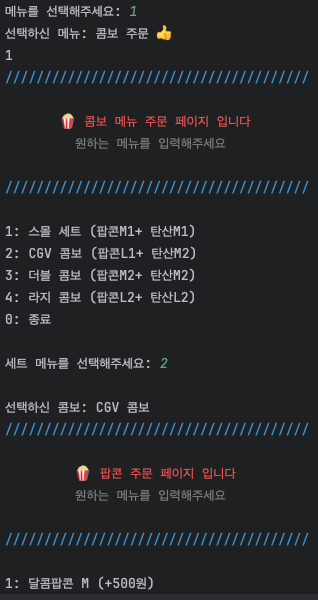 메뉴를 선택해주세요: 1
선택하신 메뉴: 콤보 주문 👍
1
///////////////////////////////////////
🍿 콤보 메뉴 주문 페이지 입니다
원하는 메뉴를 입력해주세요
///////////////////////////////////////
1: 스몰 세트 (팝콘M1+ 탄산M1)
2: CGV 콤보 (팝콘L1+ 탄산M2)
3: 더블 콤보 (팝콘M2+ 탄산M2)
4: 라지 콤보 (팝콘L2+ 탄산L2)
0: 종료
세트 메뉴를 선택해주세요: 2
선택하신 콤보: CGV 콤보
///////////////////////////////////////
🍿 팝콘 주문 페이지 입니다
원하는 메뉴를 입력해주세요
///////////////////////////////////////
1: 달콤팝콘 M (+500원)